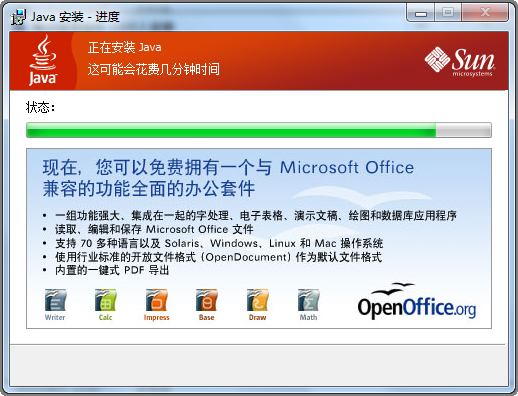 Java 安装 - 进度
正在安装 Java
这可能会花费几分钟时间
Java
Sun
microsystems
状态：
现在，您可以免费拥有一个与 Microsoft Office
兼容的功能全面的办公套件
• 一组功能强大、集成在一起的字处理、电子表格、演示文稿、绘图和数据库应用程序
• 读取、编辑和保存 Microsoft Office 文件
• 支持 70 多种语言以及 Solaris、Windows、Linux 和 Mac 操作系统
• 使用行业标准的开放文件格式 (OpenDocument) 作为默认文件格式
• 内置的一键式 PDF 导出
Writer Calc Impress Base Draw Math
OpenOffice.org